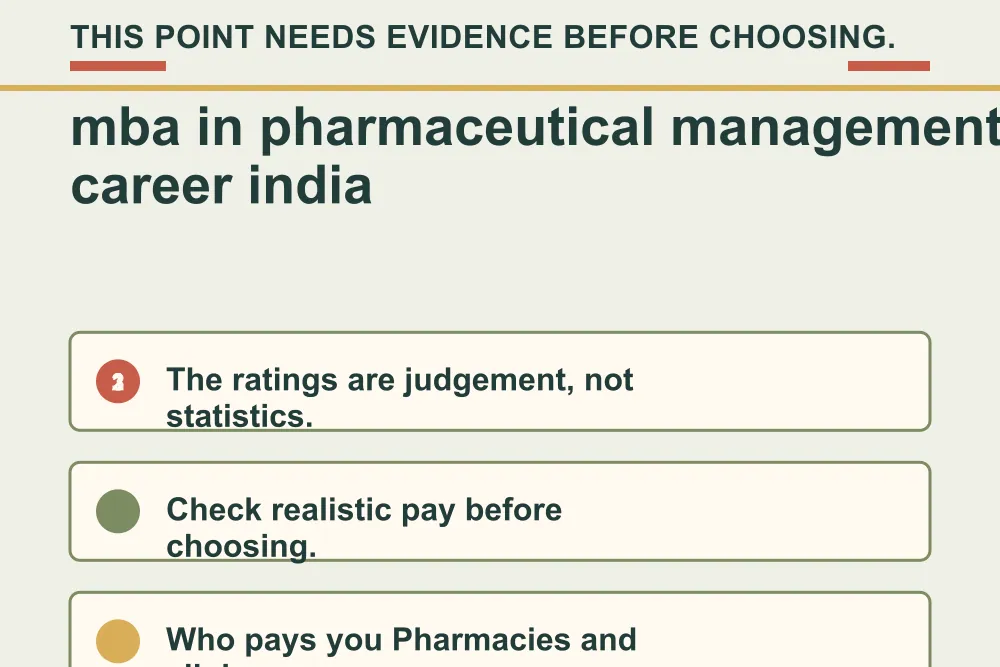 THIS POINT NEEDS EVIDENCE BEFORE CHOOSING.
mba in pharmaceutical management
career india
The ratings are judgement, not
statistics.
Check realistic pay before
choosing.
Who pays you Pharmacies and